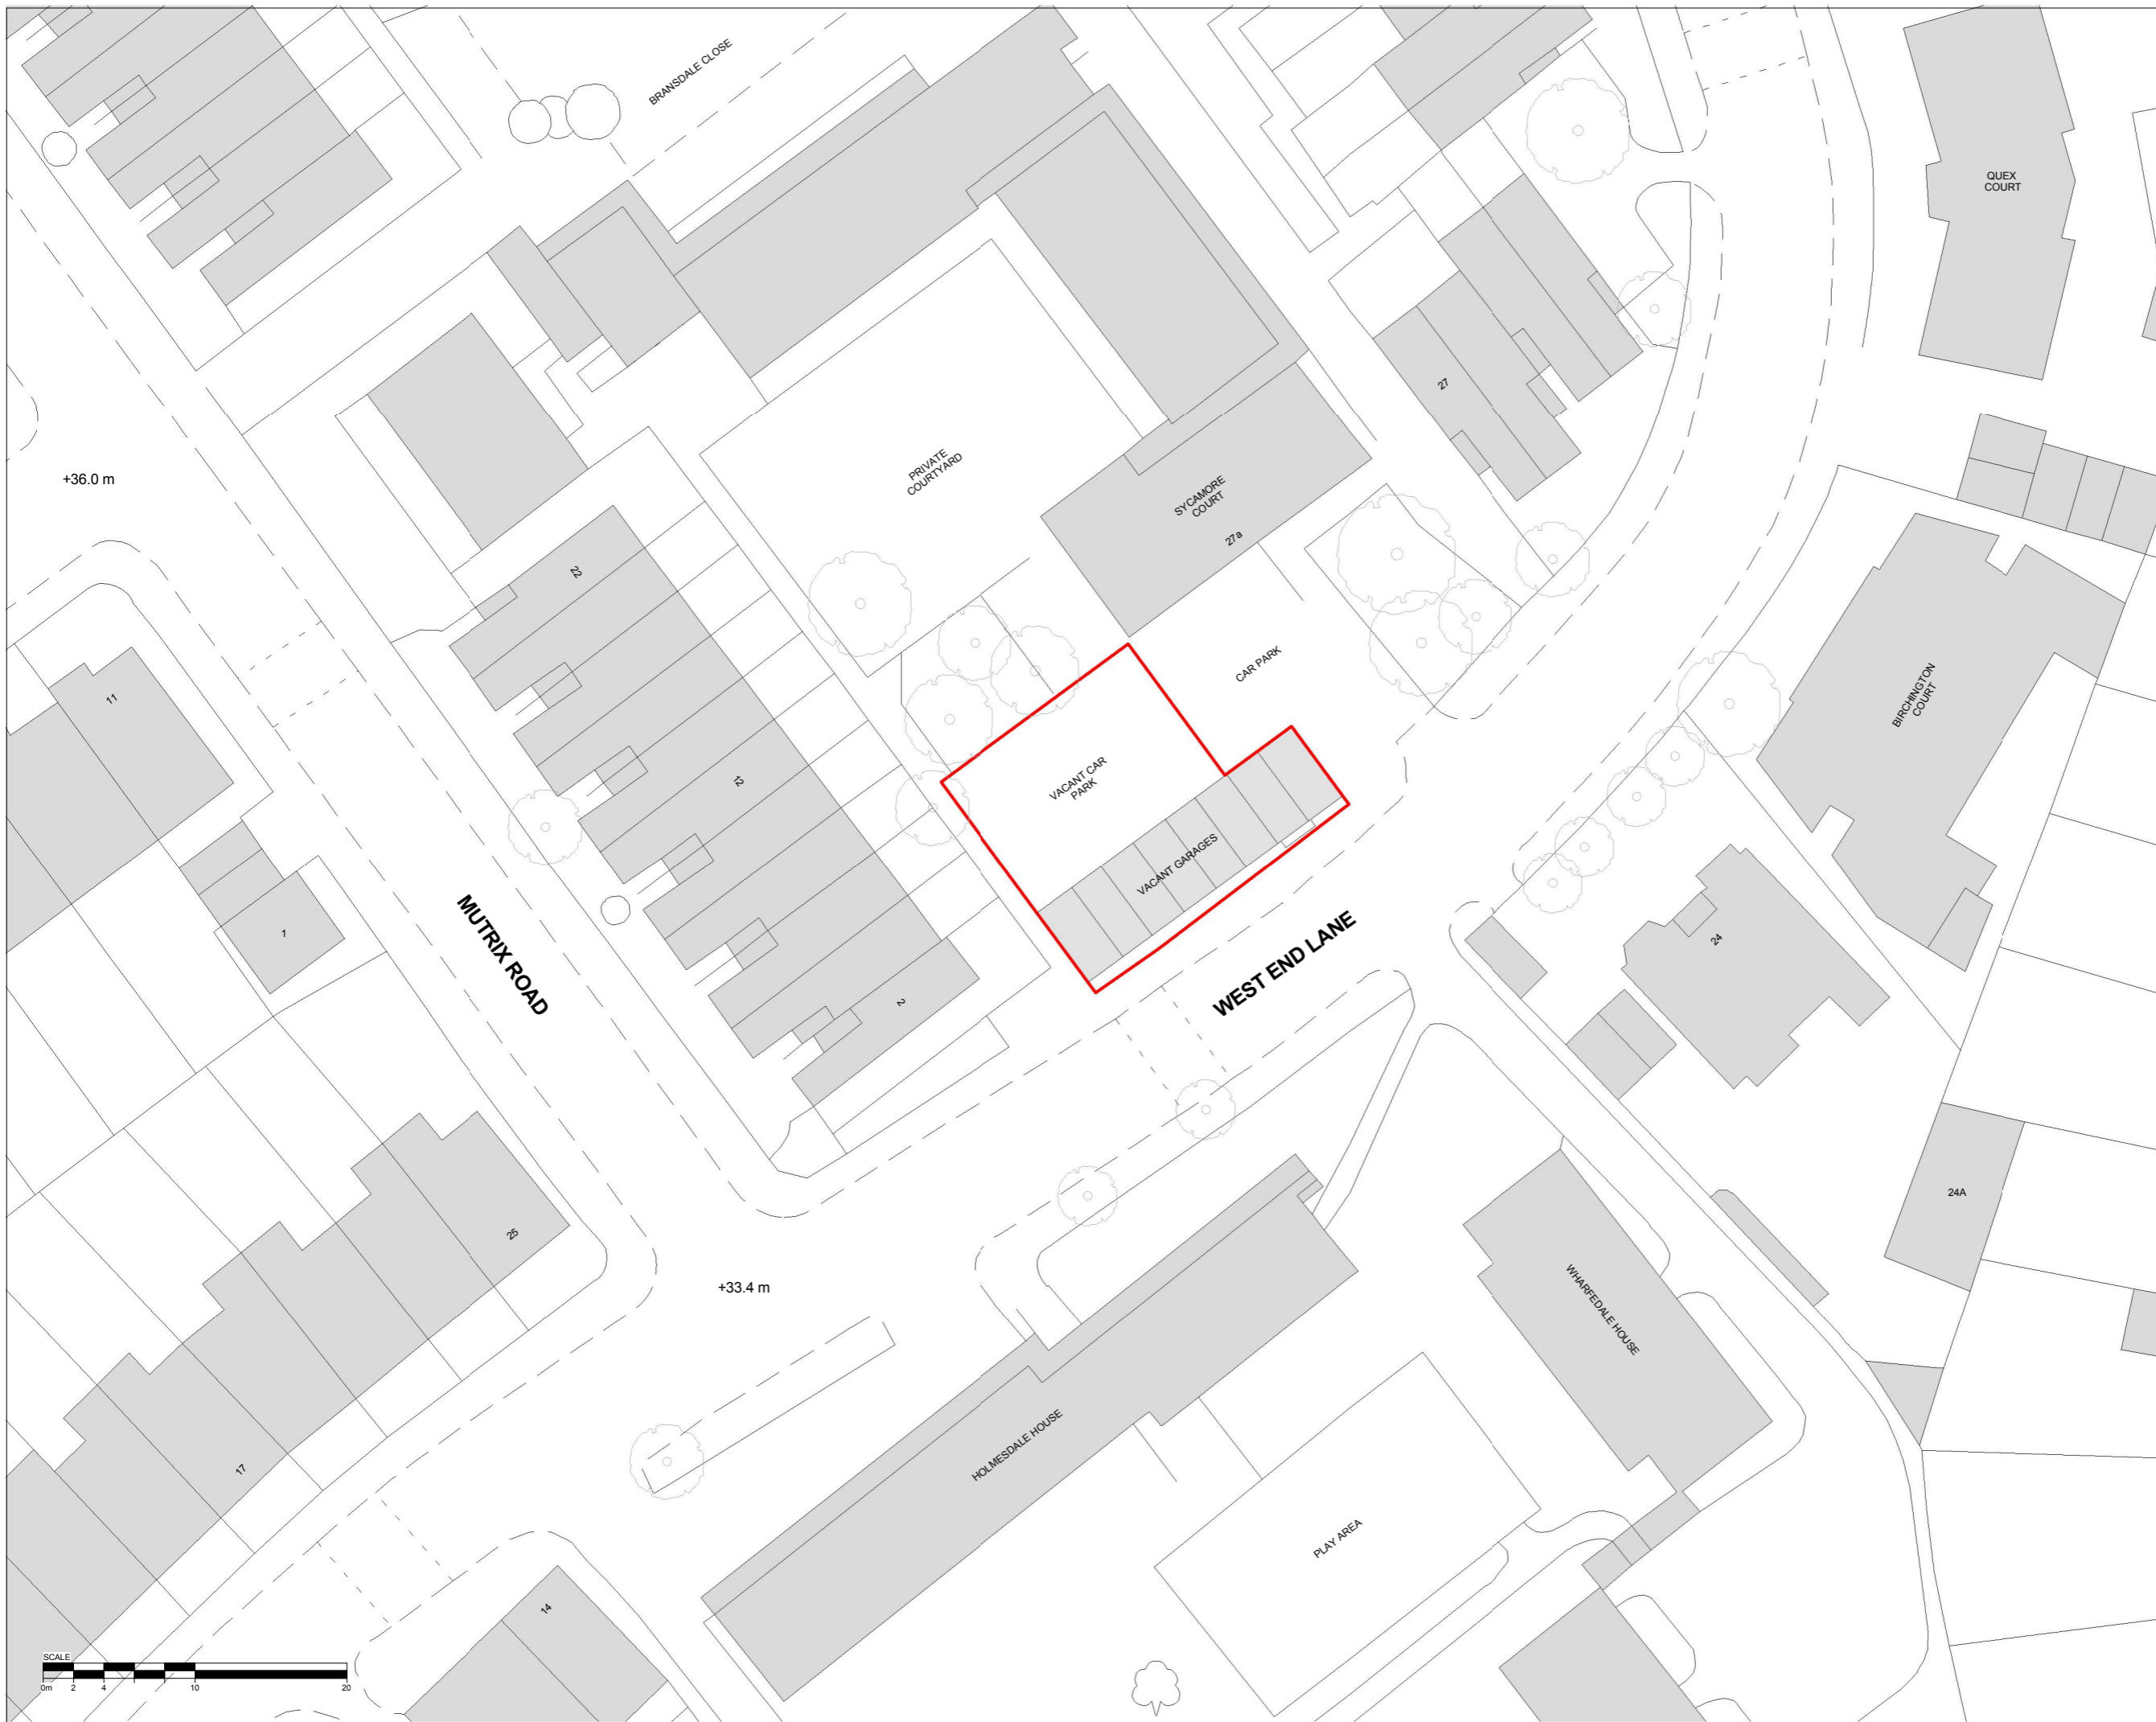 BRANSDALE CLOSE
QUEX
COURT
27
+36.0 m
PRIVATE
COURTYARD
SYCAMORE
COURT
27a
22
CAR PARK
11
BIRCHINGTON
COURT
VACANT CAR
PARK
12
VACANT GARAGES
1
MUTRIX ROAD
WEST END LANE
24
2
24A
25
+33.4 m
WHARFEDALE HOUSE
HOLMESDALE HOUSE
17
PLAY AREA
14
SCALE
0m 2 4 10 20